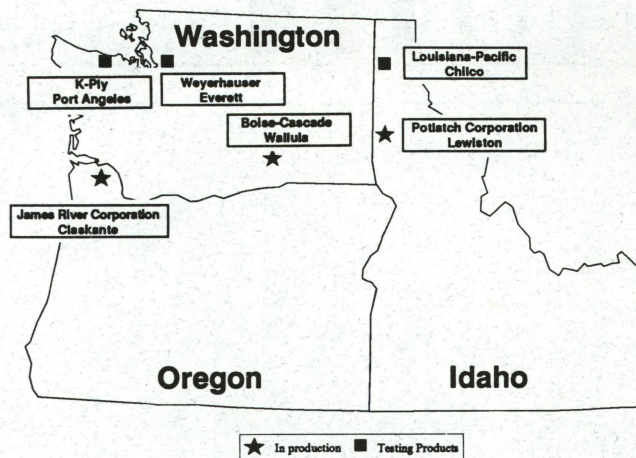 Washington
K-Ply
Port Angeles
Weyerhauser
Everett
Louisiana-Pacific
Chilco
Boise-Cascade
Wallula
Potlatch Corporation
Lewiston
James River Corporation
Claskante
Oregon
Idaho
In production
Testing Products